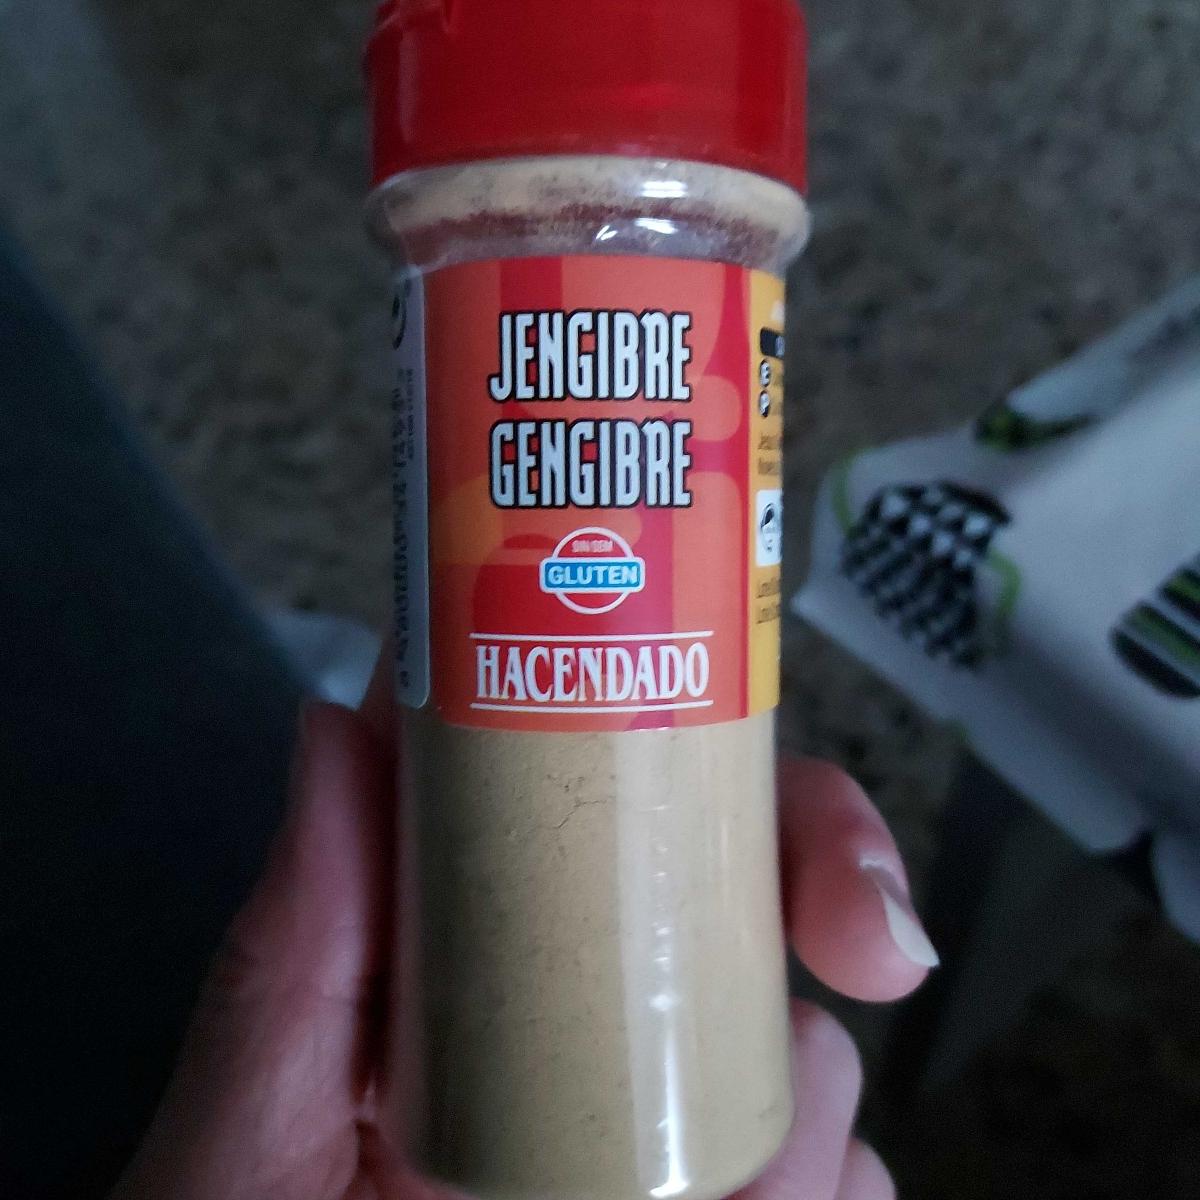 JENGIBRE
GENGIBRE
SIN SEM
GLUTEN
HACENDADO
E
P